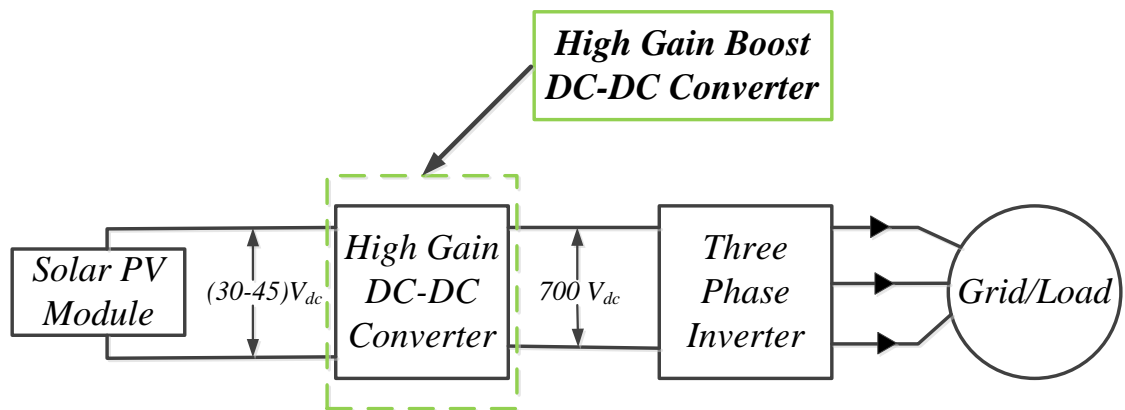 High Gain Boost
DC-DC Converter
Solar PV
Module
(30-45)Vdc
High Gain
DC-DC
Converter
700 Vdc
Three
Phase
Inverter
Grid/Load